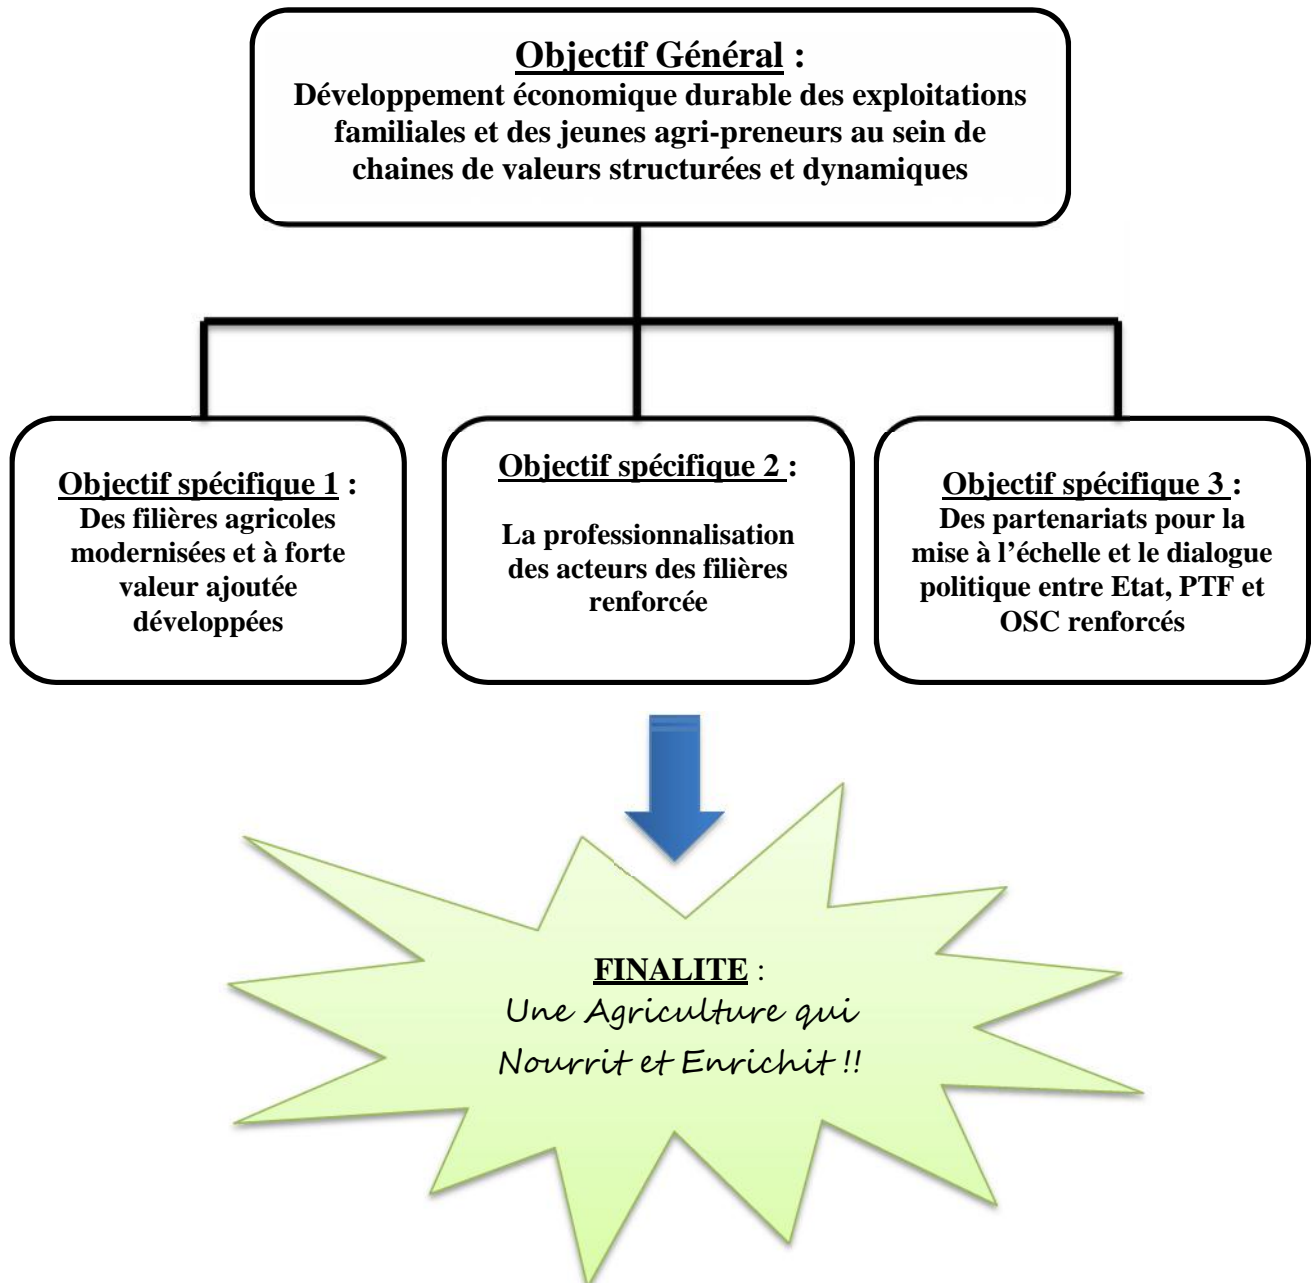 Objectif Général :
Développement économique durable des exploitations
familiales et des jeunes agri-preneurs au sein de
chaines de valeurs structurées et dynamiques
Objectif spécifique 1 :
Des filières agricoles
modernisées et à forte
valeur ajoutée
développées
Objectif spécifique 2 :
La professionnalisation
des acteurs des filières
renforcée
Objectif spécifique 3 :
Des partenariats pour la
mise à l’échelle et le dialogue
politique entre Etat, PTF et
OSC renforcés
FINALITE :
Une Agriculture qui
Nourrit et Enrichit !!